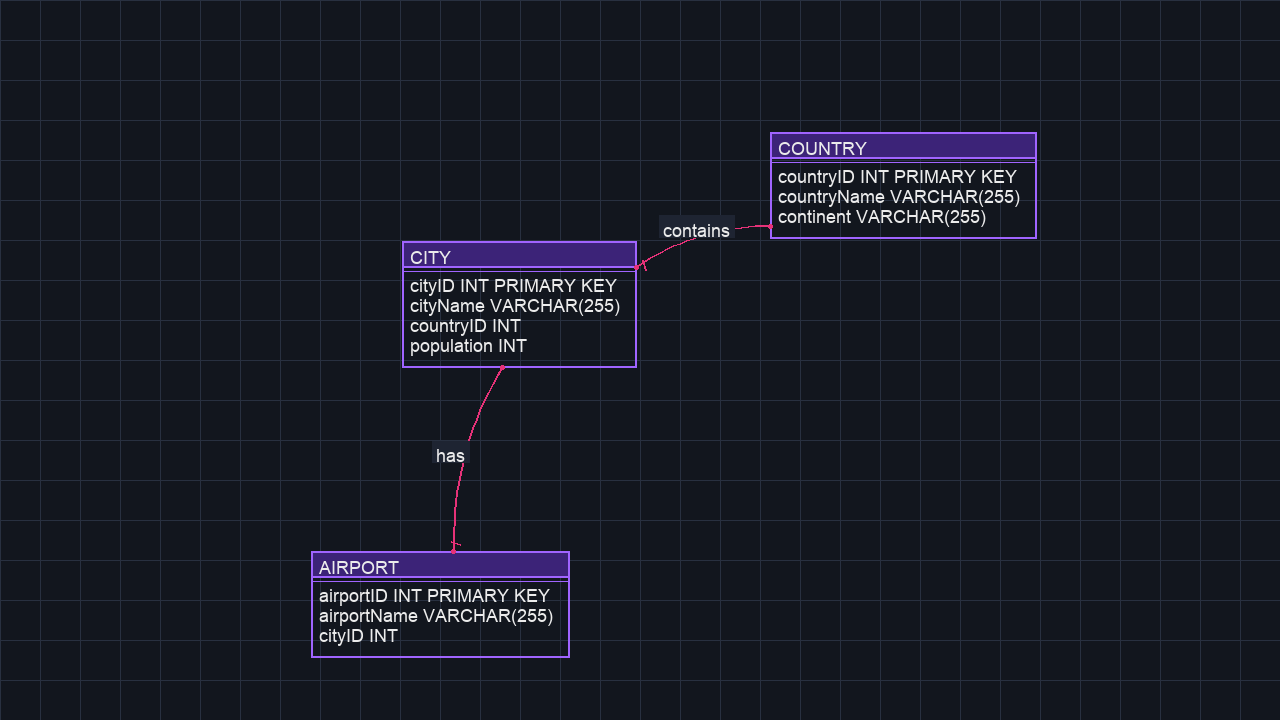 COUNTRY
countryID INT PRIMARY KEY
countryName VARCHAR(255)
continent VARCHAR(255)
contains
CITY
cityID INT PRIMARY KEY
cityName VARCHAR(255)
countryID INT
population INT
has
AIRPORT
airportID INT PRIMARY KEY
airportName VARCHAR(255)
cityID INT